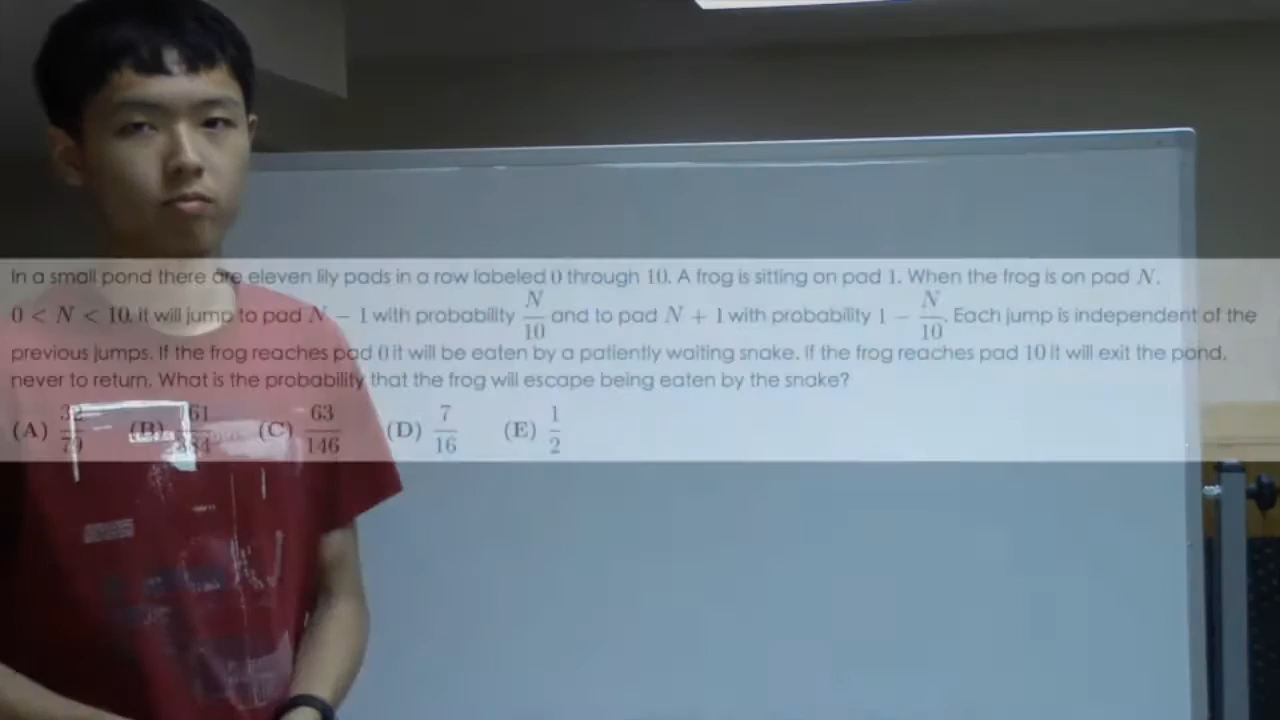 In a small pond there are eleven lily pads in a row labeled 0 through 10. A frog is sitting on pad 1. When the frog is on pad N,
0 < N < 10, it will jump to pad N − 1 with probability N/10 and to pad N + 1 with probability 1 − N/10. Each jump is independent of the
previous jumps. If the frog reaches pad 0 it will be eaten by a patiently waiting snake. If the frog reaches pad 10 it will exit the pond,
never to return. What is the probability that the frog will escape being eaten by the snake?
(A) (B) (C) 63/146 (D) 7/16 (E) 1/2